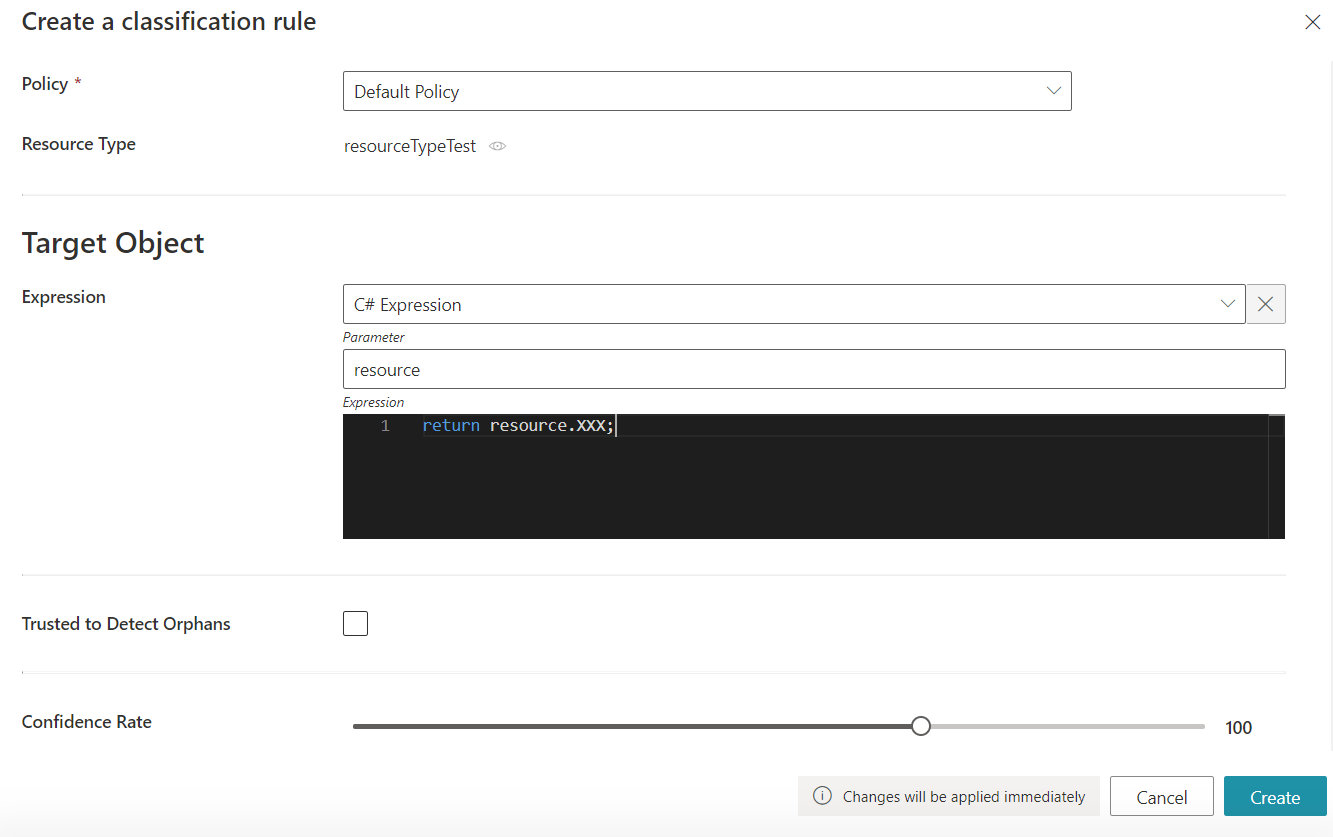 Create a classification rule
Policy *
Default Policy
Resource Type
resourceTypeTest
Target Object
Expression
C# Expression
Parameter
resource
Expression
1 return resource.XXX;
Trusted to Detect Orphans
Confidence Rate
100
Changes will be applied immediately
Cancel
Create